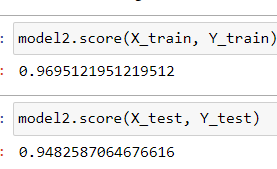 : model2.score(X_train, Y_train)
: 0.9695121951219512
: model2.score(X_test, Y_test)
: 0.9482587064676616